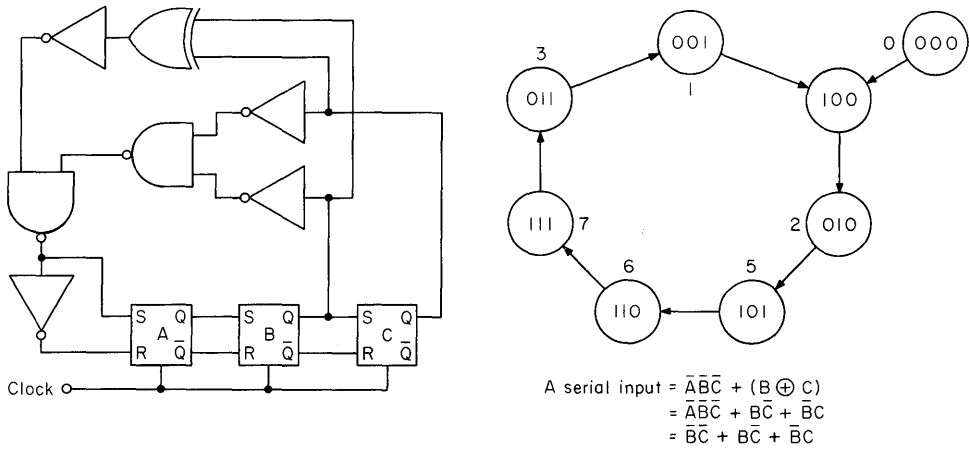 S Q
A
R Q̅
S Q
B
R Q̅
S Q
C
R Q̅
Clock
3
011
001
1
0
000
100
2
010
111
7
6
110
5
101
A serial input = A̅B̅C̅ + (B ⊕ C)
= A̅B̅C̅ + BC̅ + B̅C
= B̅C̅ + BC̅ + B̅C